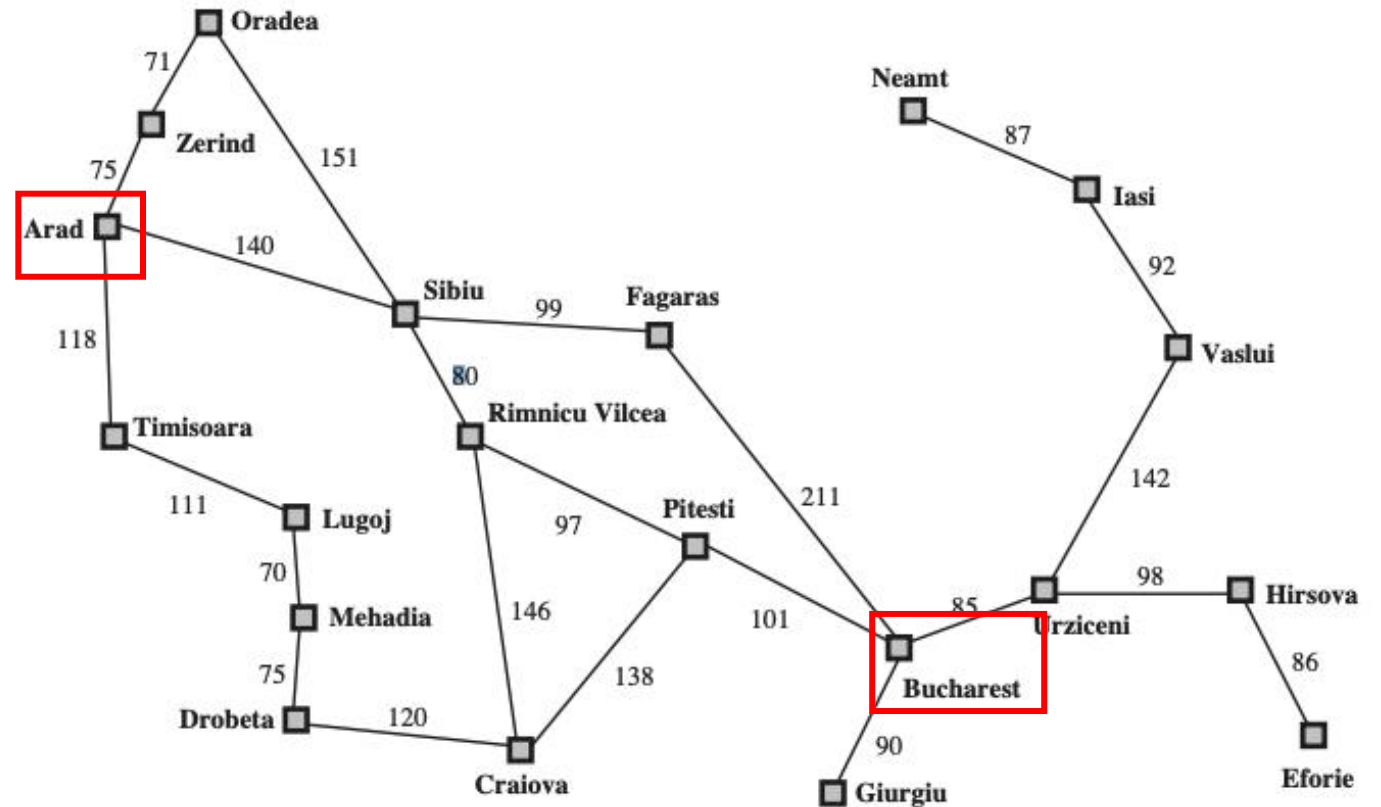 Oradea
71
Neamt
87
Zerind
151
75
Iasi
Arad
140
92
Sibiu
Fagaras
99
118
Vaslui
80
Rimnicu Vilcea
Timisoara
142
211
111
Pitesti
Lugoj
97
70
98
Hirsova
85
146
101
Mehadia
Urziceni
86
75
138
Bucharest
Drobeta
120
90
Eforie
Craiova
Giurgiu